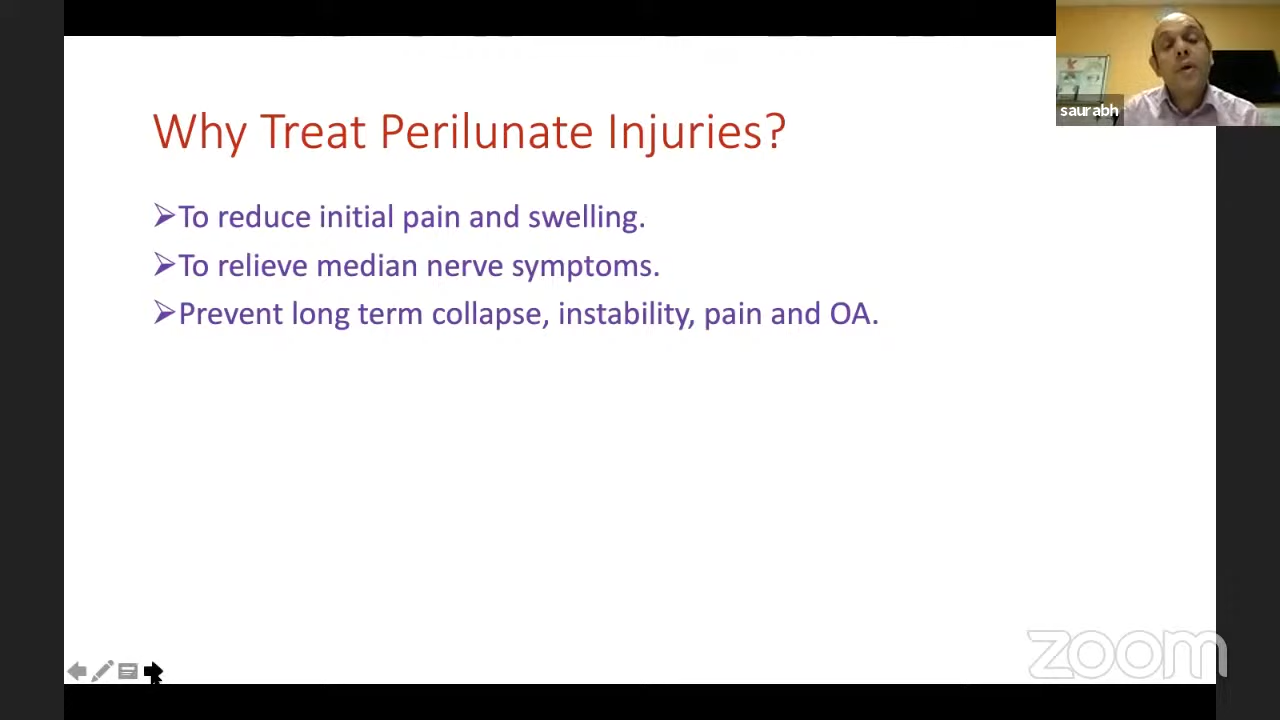 Why Treat Perilunate Injuries?
➢To reduce initial pain and swelling.
➢To relieve median nerve symptoms.
➢Prevent long term collapse, instability, pain and OA.
saurabh
zoom